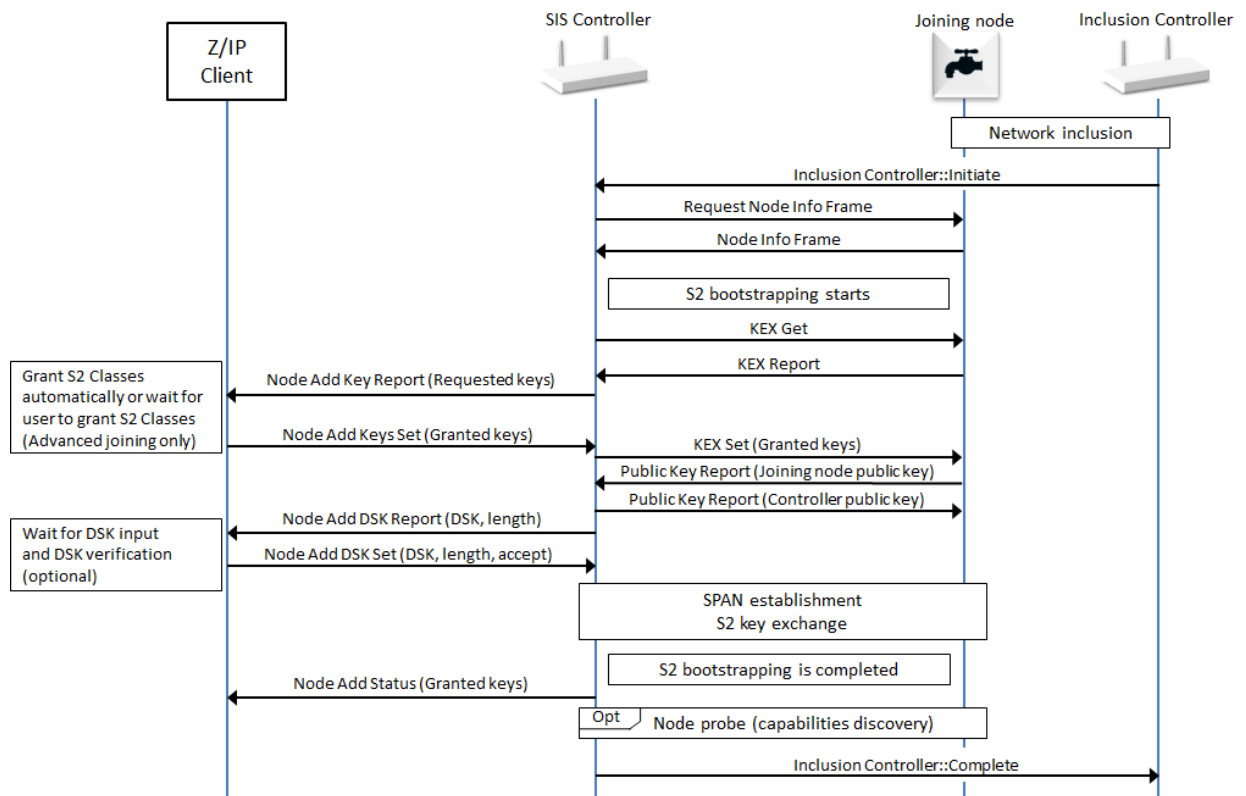 SIS Controller
Joining node
Inclusion Controller
Z/IP
Client
Network inclusion
Inclusion Controller::Initiate
Request Node Info Frame
Node Info Frame
S2 bootstrapping starts
KEX Get
KEX Report
Grant S2 Classes
automatically or wait for
user to grant S2 Classes
(Advanced joining only)
Node Add Key Report (Requested keys)
Node Add Keys Set (Granted keys)
KEX Set (Granted keys)
Public Key Report (Joining node public key)
Public Key Report (Controller public key)
Node Add DSK Report (DSK, length)
Wait for DSK input
and DSK verification
(optional)
Node Add DSK Set (DSK, length, accept)
SPAN establishment
S2 key exchange
S2 bootstrapping is completed
Node Add Status (Granted keys)
Opt
Node probe (capabilities discovery)
Inclusion Controller::Complete